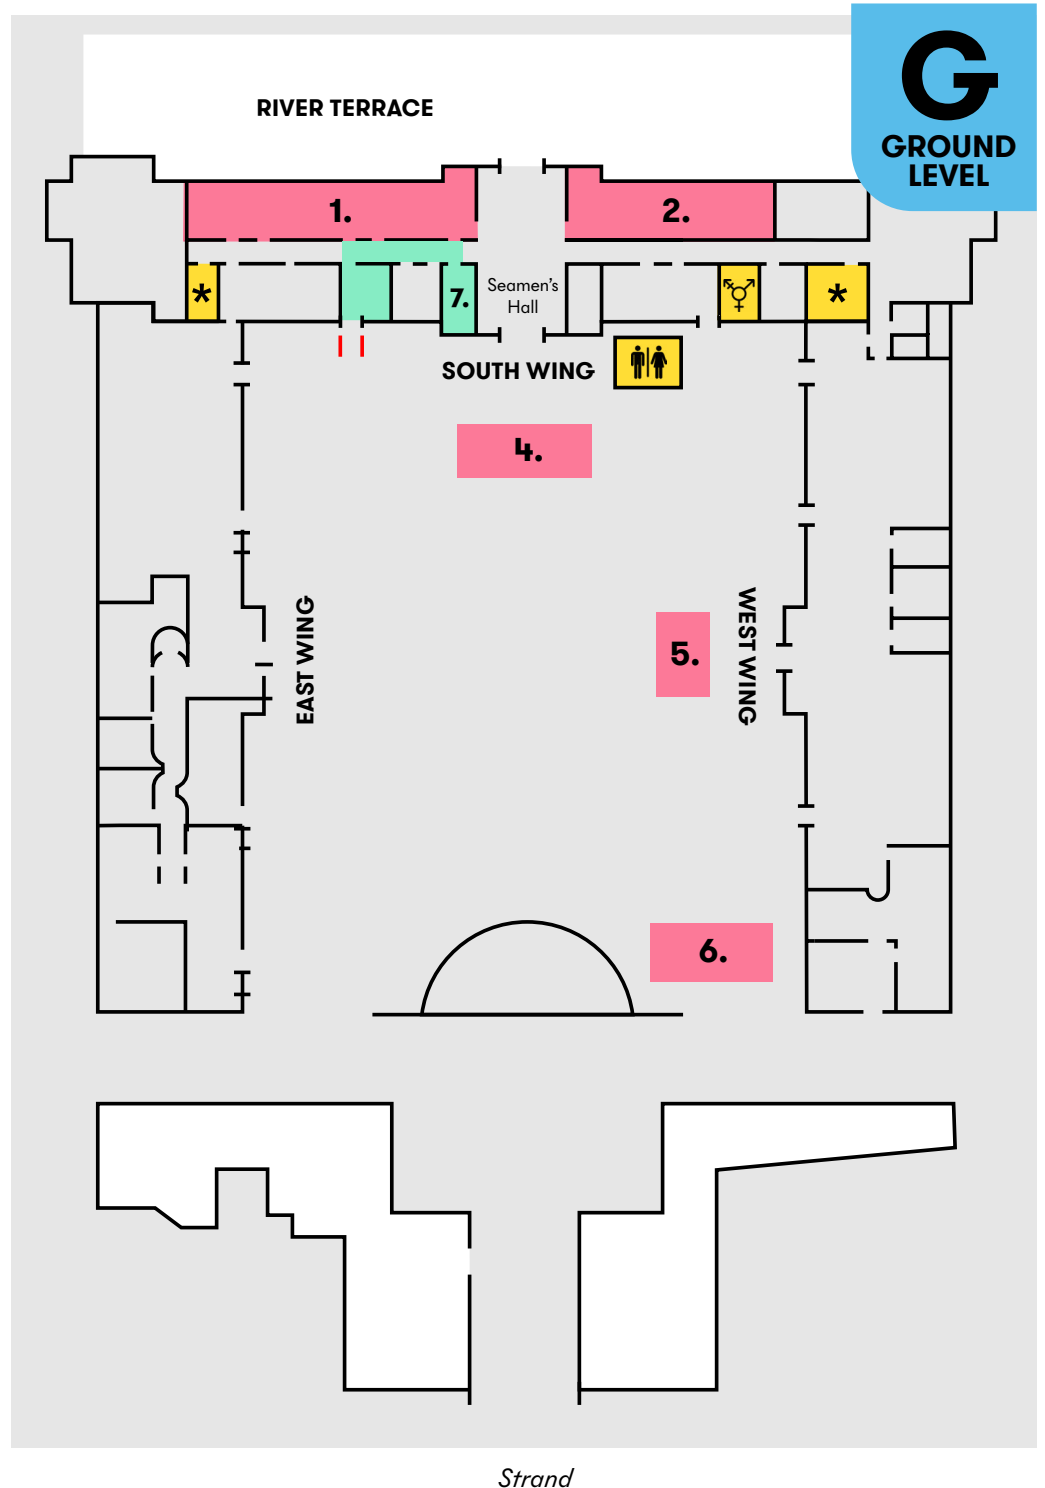 G
GROUND
LEVEL
RIVER TERRACE
1.
2.
*
7.
Seamen's
Hall
*
SOUTH WING
4.
EAST WING
5.
WEST WING
6.
Strand